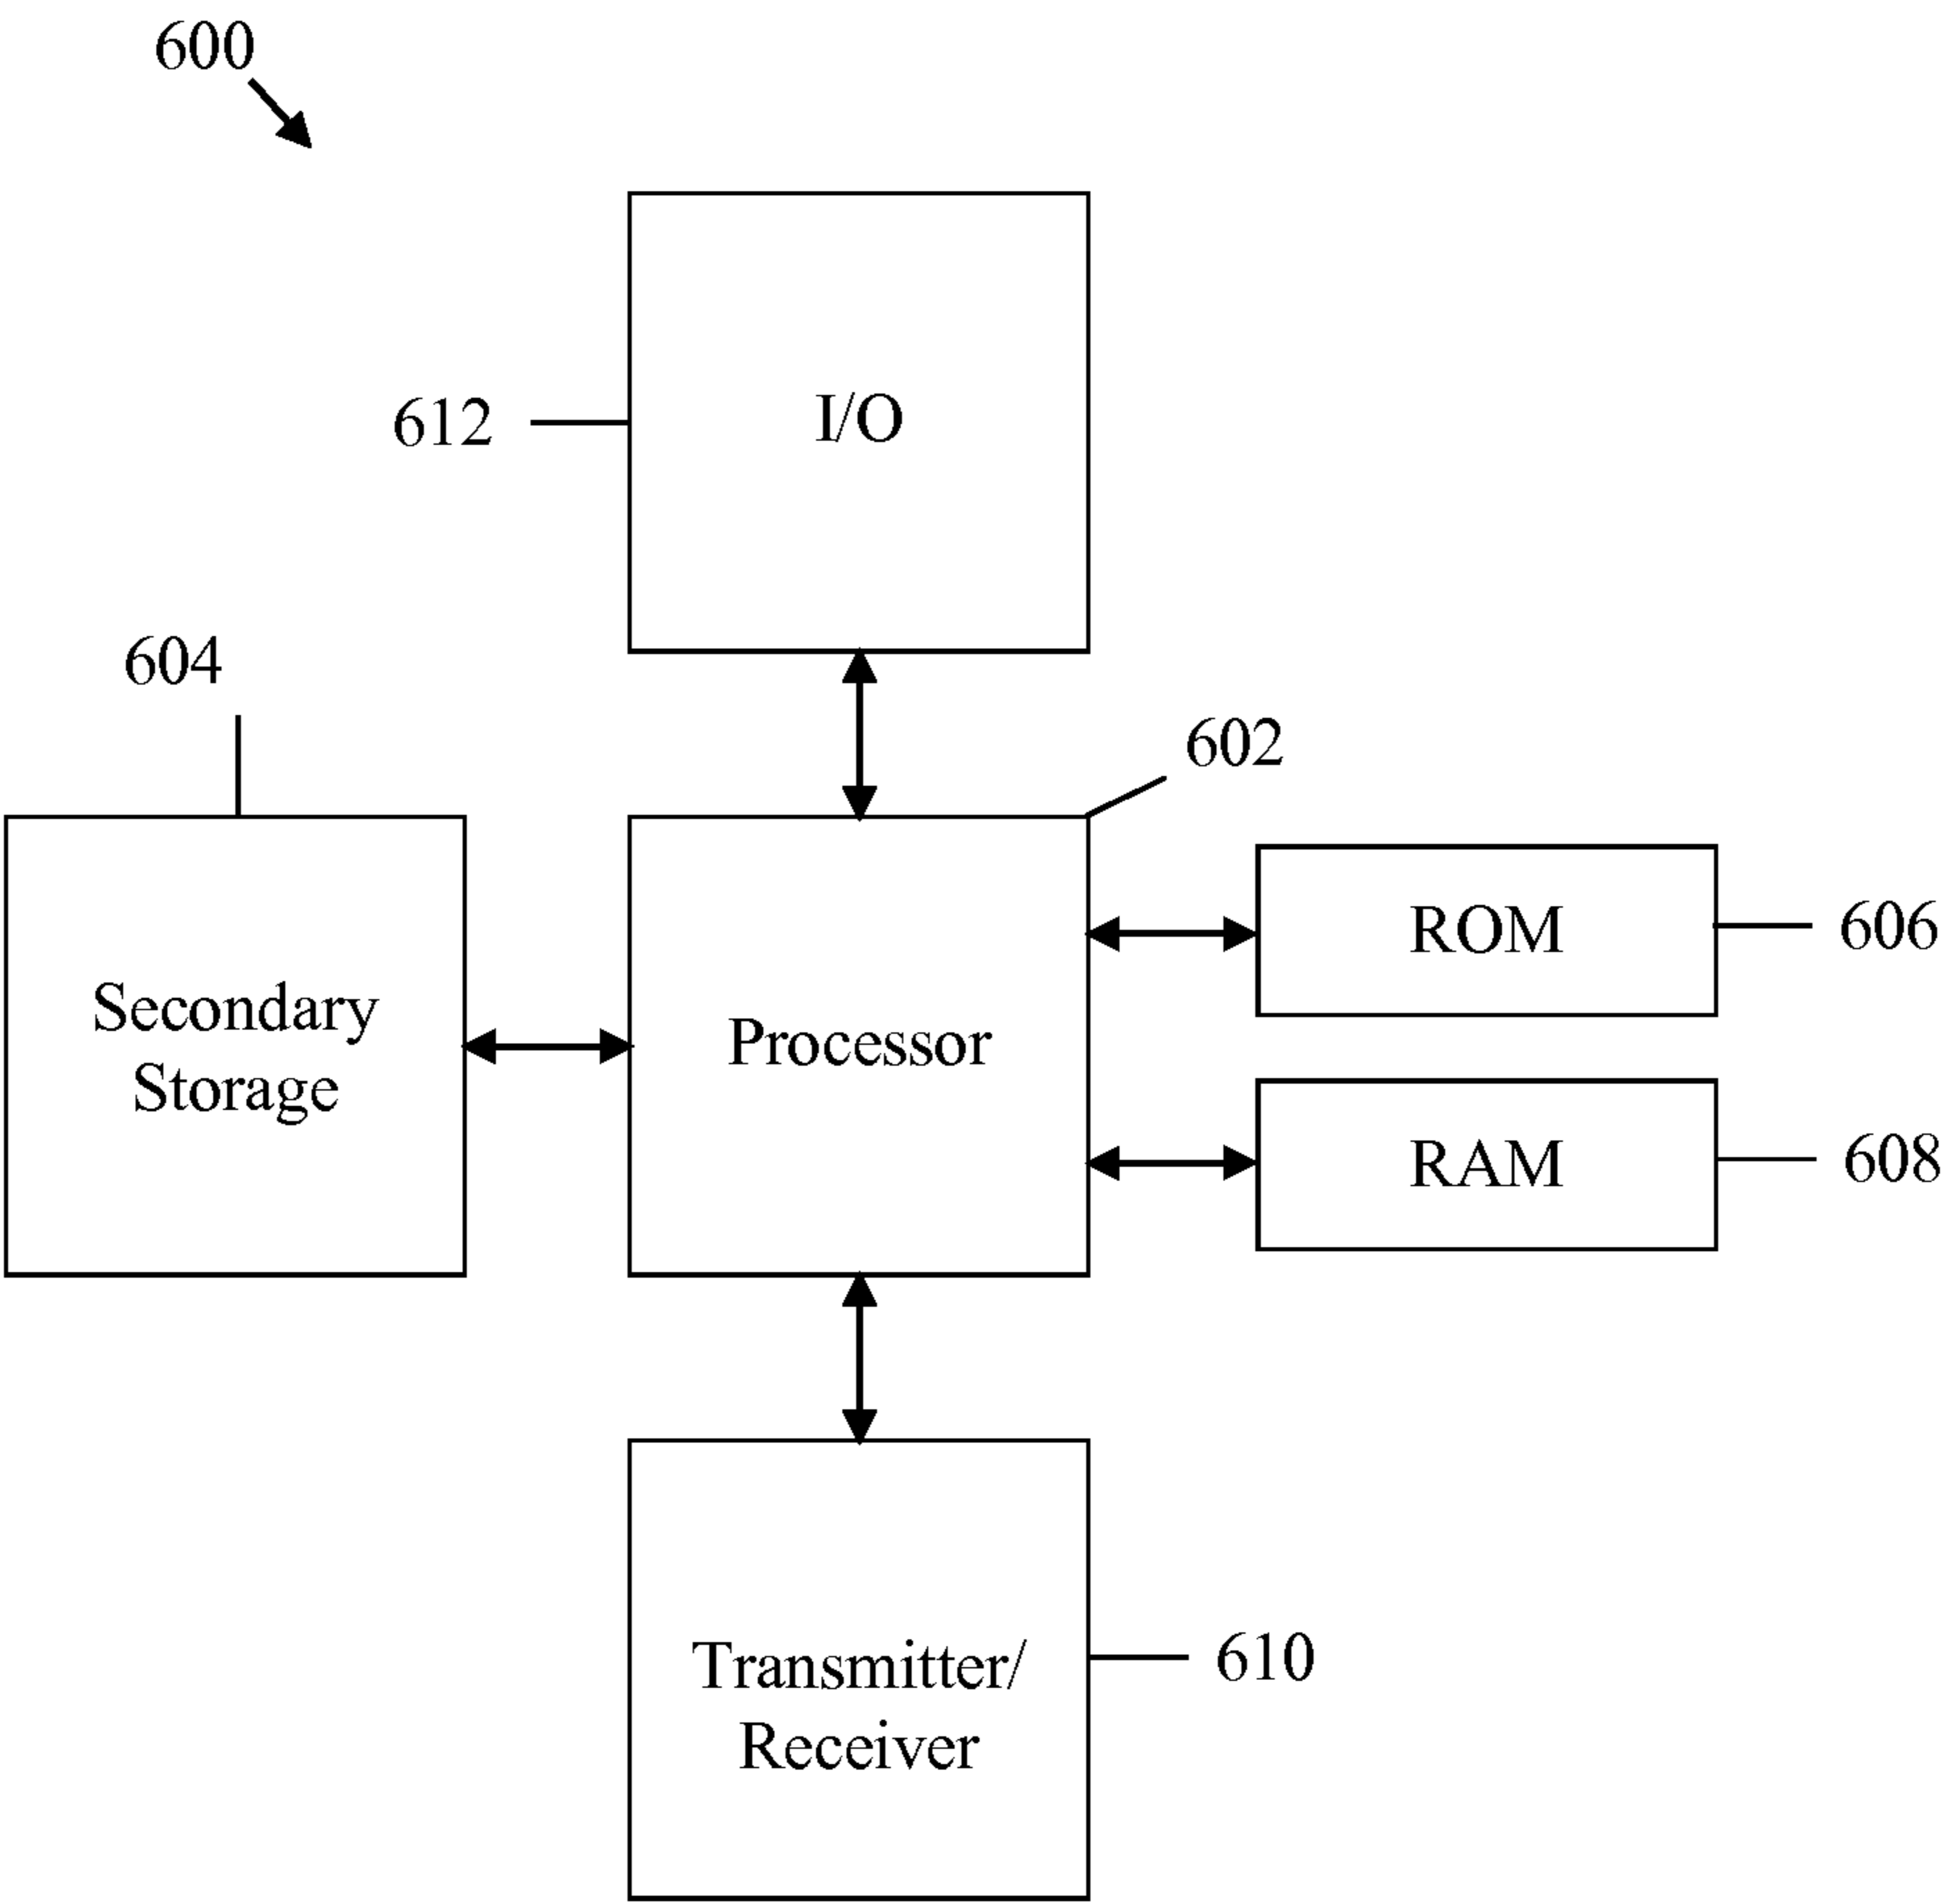 600
612
I/O
604
602
ROM
606
Secondary
Storage
Processor
RAM
608
Transmitter/
Receiver
610